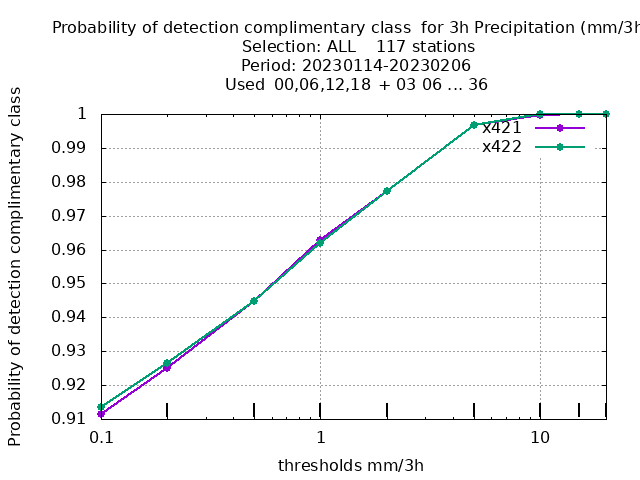 Probability of detection complimentary class  for 3h Precipitation (mm/3h
Selection: ALL    117 stations
Period: 20230114-20230206
Used  00,06,12,18  + 03 06 ... 36
Probability of detection complimentary class
1
0.99
0.98
0.97
0.96
0.95
0.94
0.93
0.92
0.91
x421
x422
0.1
1
10
thresholds mm/3h